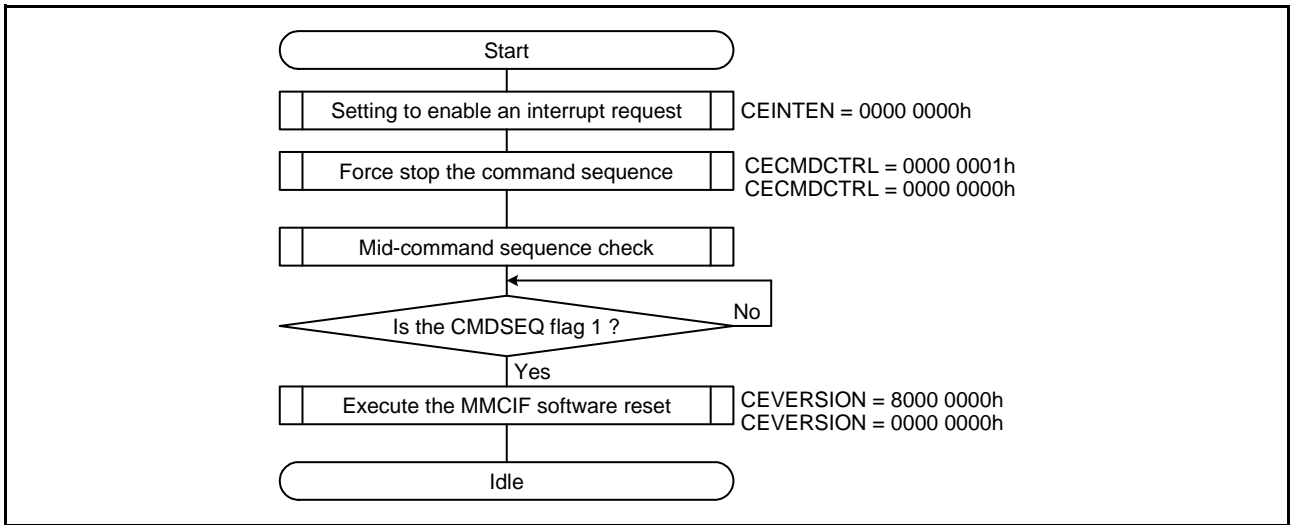 Start
Setting to enable an interrupt request
CEINTEN = 0000 0000h
Force stop the command sequence
CECMDCTRL = 0000 0001h
CECMDCTRL = 0000 0000h
Mid-command sequence check
Is the CMDSEQ flag 1 ?
No
Yes
Execute the MMCIF software reset
CEVERSION = 8000 0000h
CEVERSION = 0000 0000h
Idle